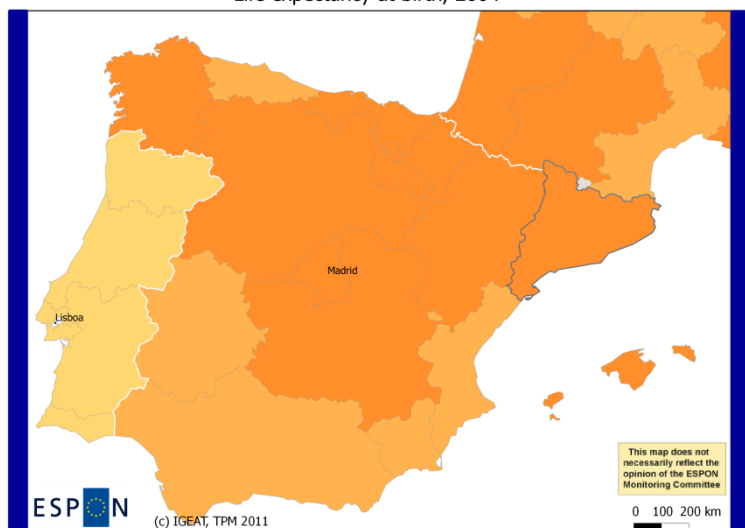 Madrid
Lisboa
This map does not
necessarily reflect the
opinion of the ESPON
Monitoring Committee
ESPON
(c) IGEAT, TPM 2011
0 100 200 km